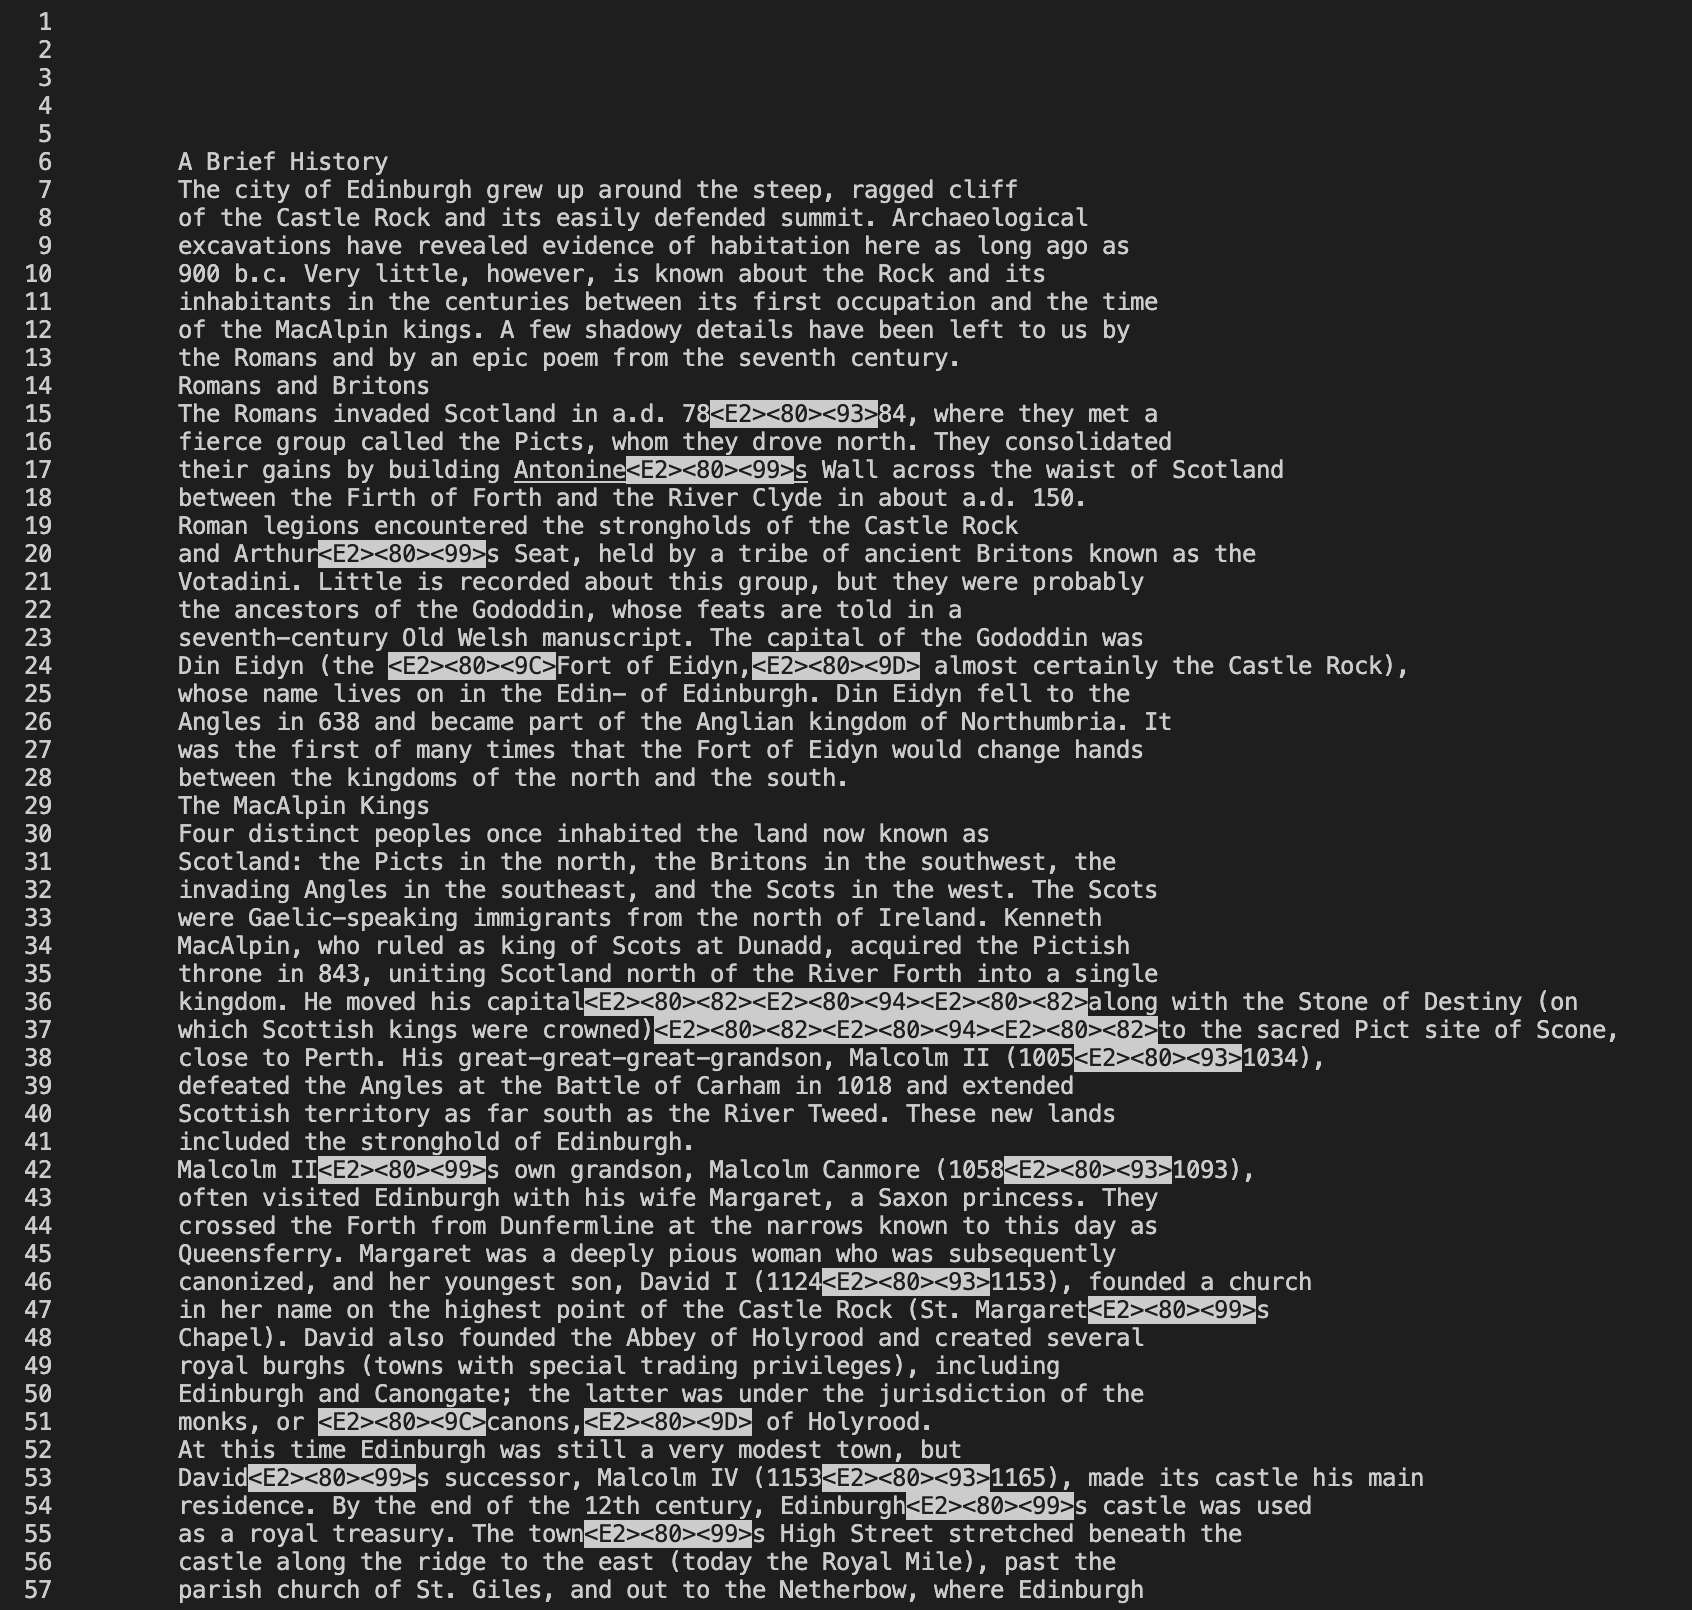 1
2
3
4
5
6 A Brief History
7 The city of Edinburgh grew up around the steep, ragged cliff
8 of the Castle Rock and its easily defended summit. Archaeological
9 excavations have revealed evidence of habitation here as long ago as
10 900 b.c. Very little, however, is known about the Rock and its
11 inhabitants in the centuries between its first occupation and the time
12 of the MacAlpin kings. A few shadowy details have been left to us by
13 the Romans and by an epic poem from the seventh century.
14 Romans and Britons
15 The Romans invaded Scotland in a.d. 78<E2><80><93>84, where they met a
16 fierce group called the Picts, whom they drove north. They consolidated
17 their gains by building Antonine<E2><80><99>s Wall across the waist of Scotland
18 between the Firth of Forth and the River Clyde in about a.d. 150.
19 Roman legions encountered the strongholds of the Castle Rock
20 and Arthur<E2><80><99>s Seat, held by a tribe of ancient Britons known as the
21 Votadini. Little is recorded about this group, but they were probably
22 the ancestors of the Gododdin, whose feats are told in a
23 seventh-century Old Welsh manuscript. The capital of the Gododdin was
24 Din Eidyn (the <E2><80><9C>Fort of Eidyn,<E2><80><9D> almost certainly the Castle Rock),
25 whose name lives on in the Edin- of Edinburgh. Din Eidyn fell to the
26 Angles in 638 and became part of the Anglian kingdom of Northumbria. It
27 was the first of many times that the Fort of Eidyn would change hands
28 between the kingdoms of the north and the south.
29 The MacAlpin Kings
30 Four distinct peoples once inhabited the land now known as
31 Scotland: the Picts in the north, the Britons in the southwest, the
32 invading Angles in the southeast, and the Scots in the west. The Scots
33 were Gaelic-speaking immigrants from the north of Ireland. Kenneth
34 MacAlpin, who ruled as king of Scots at Dunadd, acquired the Pictish
35 throne in 843, uniting Scotland north of the River Forth into a single
36 kingdom. He moved his capital<E2><80><82><E2><80><94><E2><80><82>along with the Stone of Destiny (on
37 which Scottish kings were crowned)<E2><80><82><E2><80><94><E2><80><82>to the sacred Pict site of Scone,
38 close to Perth. His great-great-great-grandson, Malcolm II (1005<E2><80><93>1034),
39 defeated the Angles at the Battle of Carham in 1018 and extended
40 Scottish territory as far south as the River Tweed. These new lands
41 included the stronghold of Edinburgh.
42 Malcolm II<E2><80><99>s own grandson, Malcolm Canmore (1058<E2><80><93>1093),
43 often visited Edinburgh with his wife Margaret, a Saxon princess. They
44 crossed the Forth from Dunfermline at the narrows known to this day as
45 Queensferry. Margaret was a deeply pious woman who was subsequently
46 canonized, and her youngest son, David I (1124<E2><80><93>1153), founded a church
47 in her name on the highest point of the Castle Rock (St. Margaret<E2><80><99>s
48 Chapel). David also founded the Abbey of Holyrood and created several
49 royal burghs (towns with special trading privileges), including
50 Edinburgh and Canongate; the latter was under the jurisdiction of the
51 monks, or <E2><80><9C>canons,<E2><80><9D> of Holyrood.
52 At this time Edinburgh was still a very modest town, but
53 David<E2><80><99>s successor, Malcolm IV (1153<E2><80><93>1165), made its castle his main
54 residence. By the end of the 12th century, Edinburgh<E2><80><99>s castle was used
55 as a royal treasury. The town<E2><80><99>s High Street stretched beneath the
56 castle along the ridge to the east (today the Royal Mile), past the
57 parish church of St. Giles, and out to the Netherbow, where Edinburgh